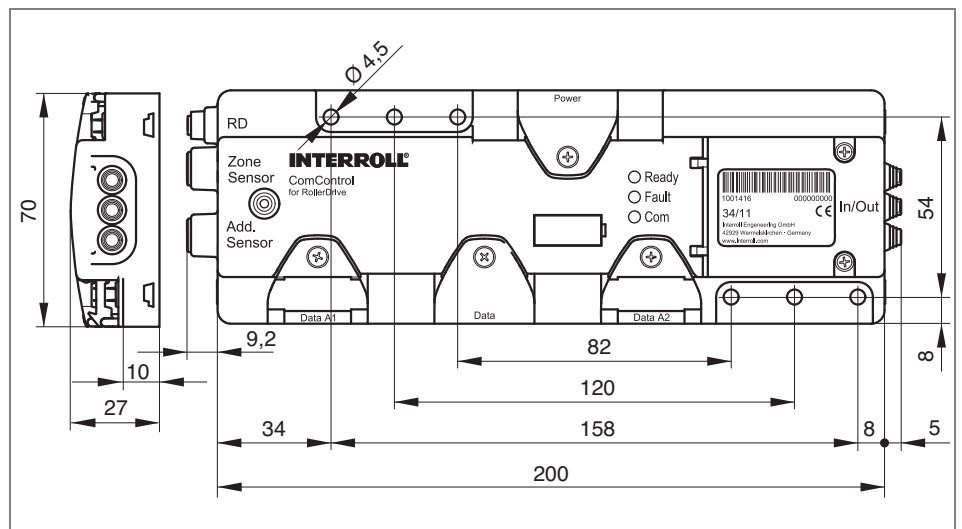 Ø 4,5
Power
RD
INTERROLL®
ComControl
for RollerDrive
Zone
Sensor
Add.
Sensor
Ready
Fault
Com
1001416 000000000
34/11 CE
Interroll Engeneering GmbH
42929 Wermelskirchen • Germany
www.Interroll.com
In/Out
Data A1
Data
Data A2
70
54
9,2
10
27
82
120
8
34
158
8
5
200